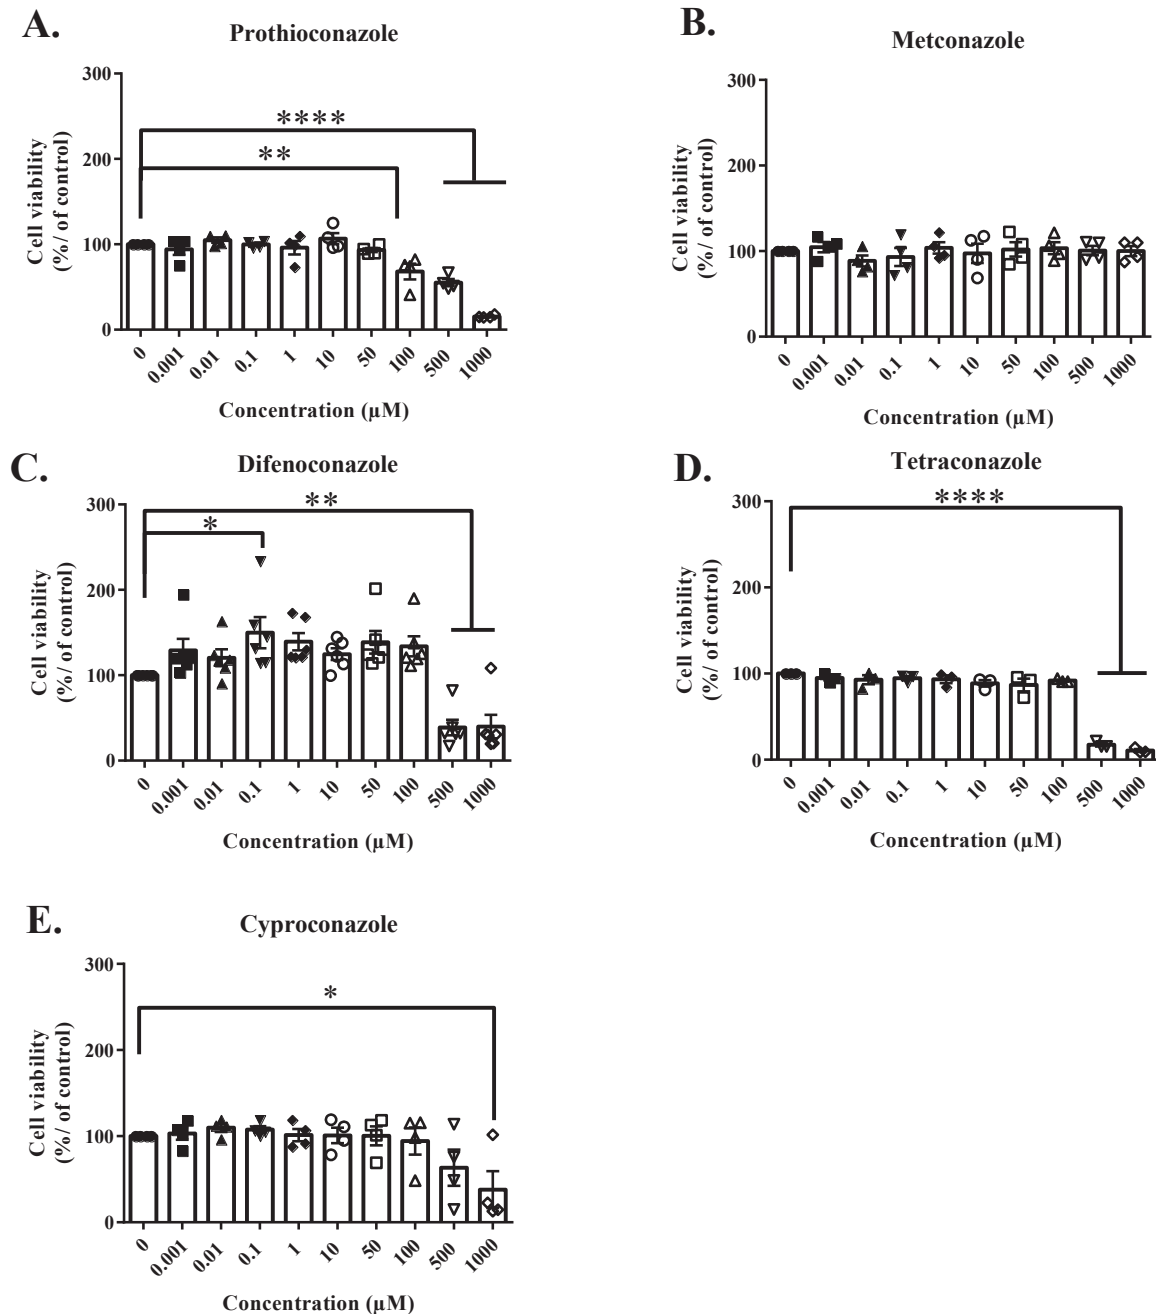 A.
Prothioconazole
Cell viability
(%/ of control)
300
200
100
0
****
**
0 0.001 0.01 0.1 1 10 50 100 500 1000
Concentration (µM)
B.
Metconazole
Cell viability
(%/ of control)
300
200
100
0
0 0.001 0.01 0.1 1 10 50 100 500 1000
Concentration (µM)
C.
Difenoconazole
Cell viability
(%/ of control)
300
200
100
0
**
*
0 0.001 0.01 0.1 1 10 50 100 500 1000
Concentration (µM)
D.
Tetraconazole
Cell viability
(%/ of control)
300
200
100
0
****
0 0.001 0.01 0.1 1 10 50 100 500 1000
Concentration (µM)
E.
Cyproconazole
Cell viability
(%/ of control)
300
200
100
0
*
0 0.001 0.01 0.1 1 10 50 100 500 1000
Concentration (µM)